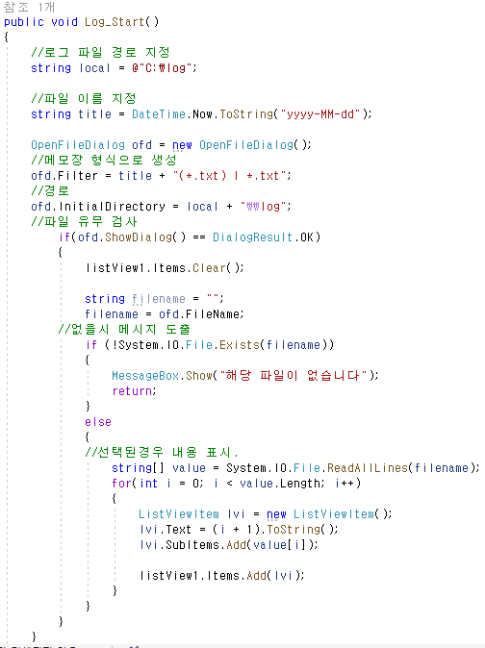 참조 1개
public void Log_Start()
{
//로그 파일 경로 지정
string local = @"C:₩log";
//파일 이름 지정
string title = DateTime.Now.ToString("yyyy-MM-dd");
OpenFileDialog ofd = new OpenFileDialog();
//메모장 형식으로 생성
ofd.Filter = title + "(*.txt) | *.txt";
//경로
ofd.InitialDirectory = local + "₩₩log";
//파일 유무 검사
if(ofd.ShowDialog() == DialogResult.OK)
{
listView1.Items.Clear();
string filename = "";
filename = ofd.FileName;
//없을시 메시지 도출
if (!System.IO.File.Exists(filename))
{
MessageBox.Show("해당 파일이 없습니다");
return;
}
else
{
//선택된경우 내용 표시.
string[] value = System.IO.File.ReadAllLines(filename);
for(int i = 0; i < value.Length; i++)
{
ListViewItem lvi = new ListViewItem();
lvi.Text = (i + 1).ToString();
lvi.SubItems.Add(value[i]);
listView1.Items.Add(lvi);
}
}
}
}